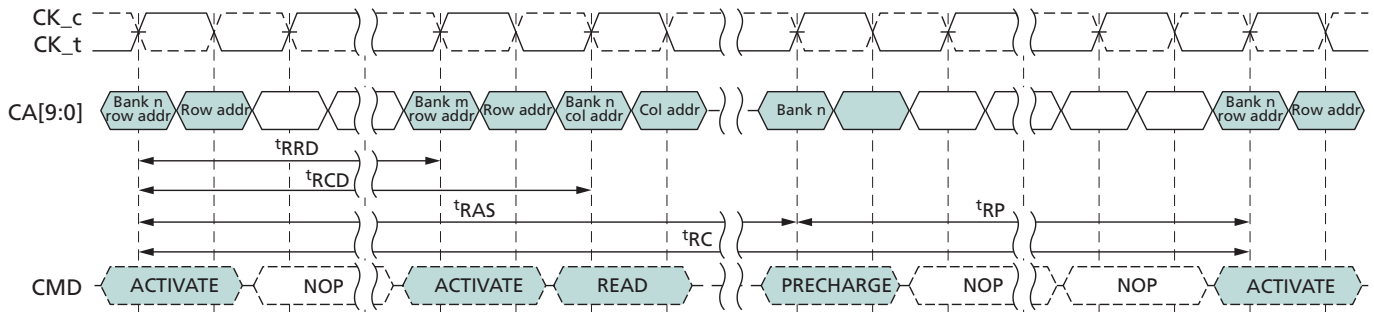 CK_c
CK_t
CA[9:0]
Bank n
row addr
Row addr
Bank m
row addr
Row addr
Bank n
col addr
Col addr
Bank n
Bank n
row addr
Row addr
tRRD
tRCD
tRAS
tRP
tRC
CMD
ACTIVATE
NOP
ACTIVATE
READ
PRECHARGE
NOP
NOP
ACTIVATE